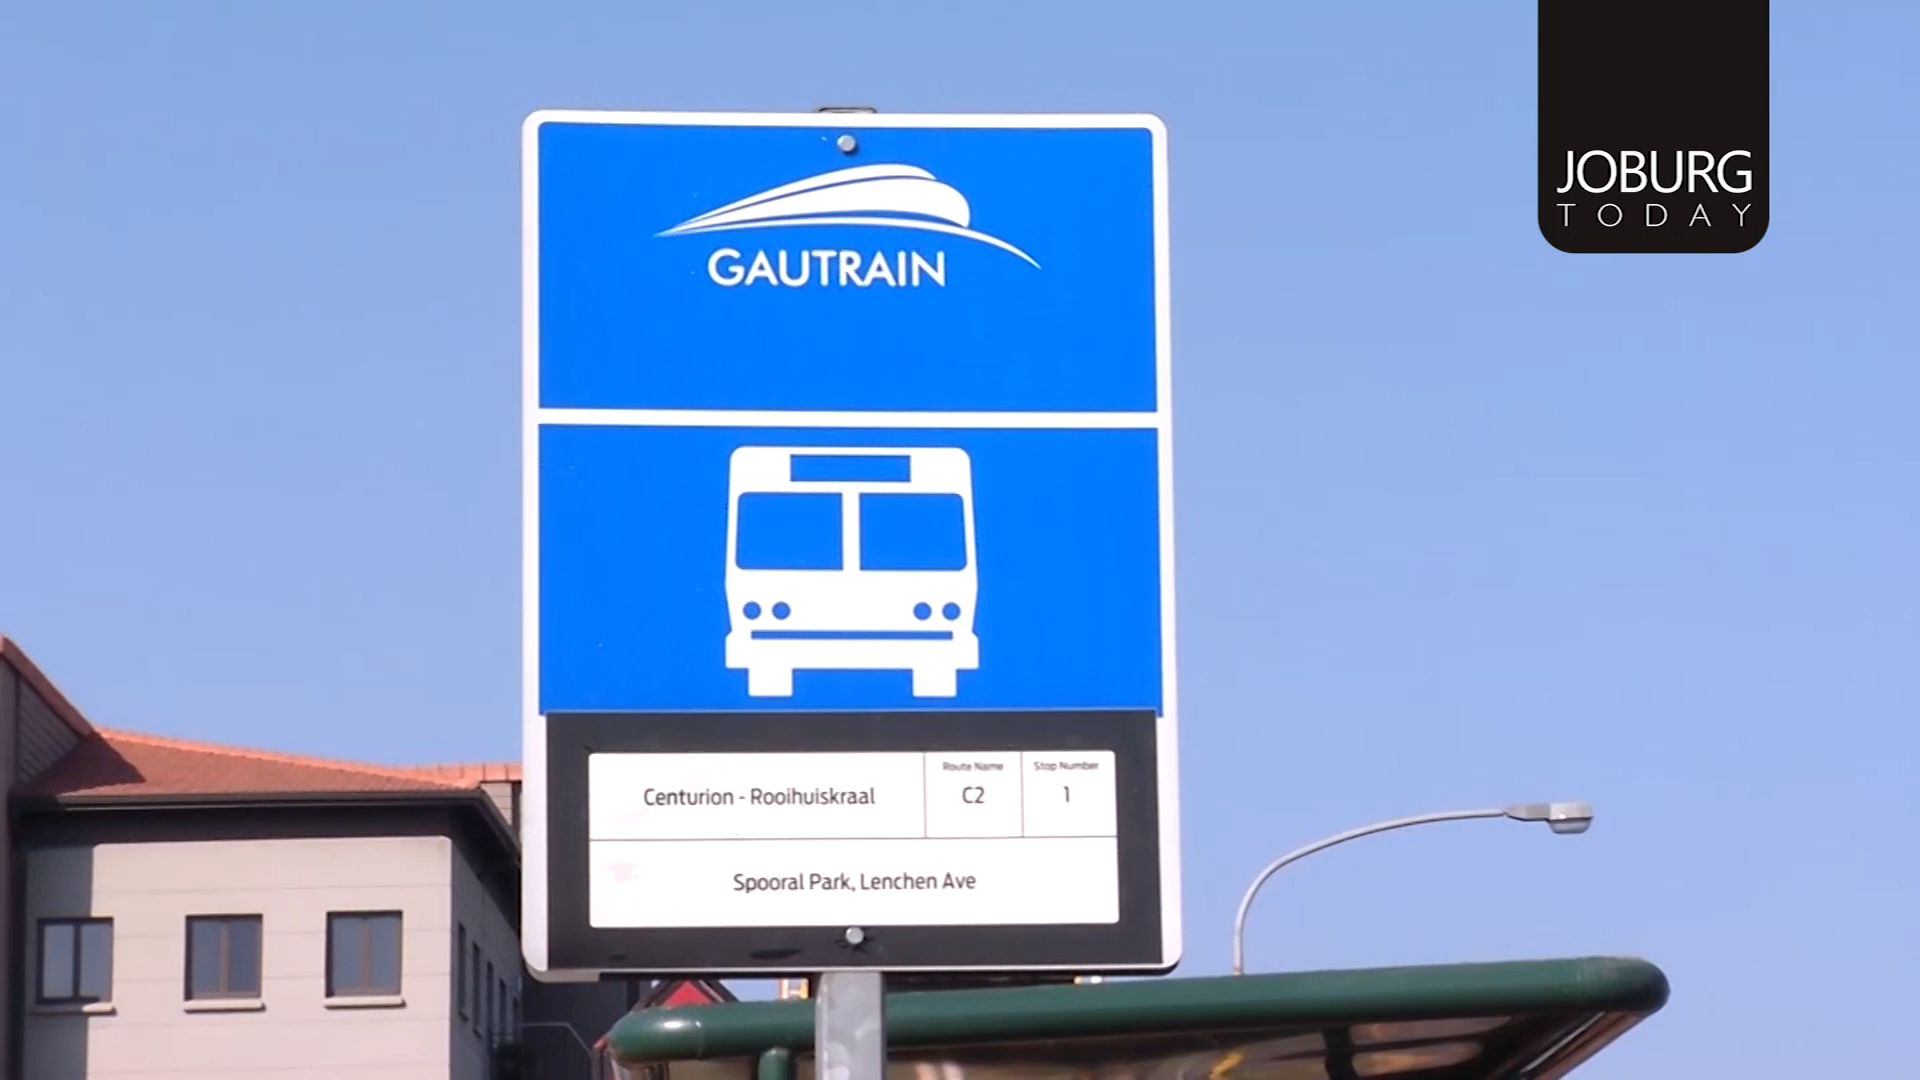 JOBURG
TODAY
GAUTRAIN
Route Name
Stop Number
Centurion - Rooihuiskraal
C2
1
Spooral Park, Lenchen Ave